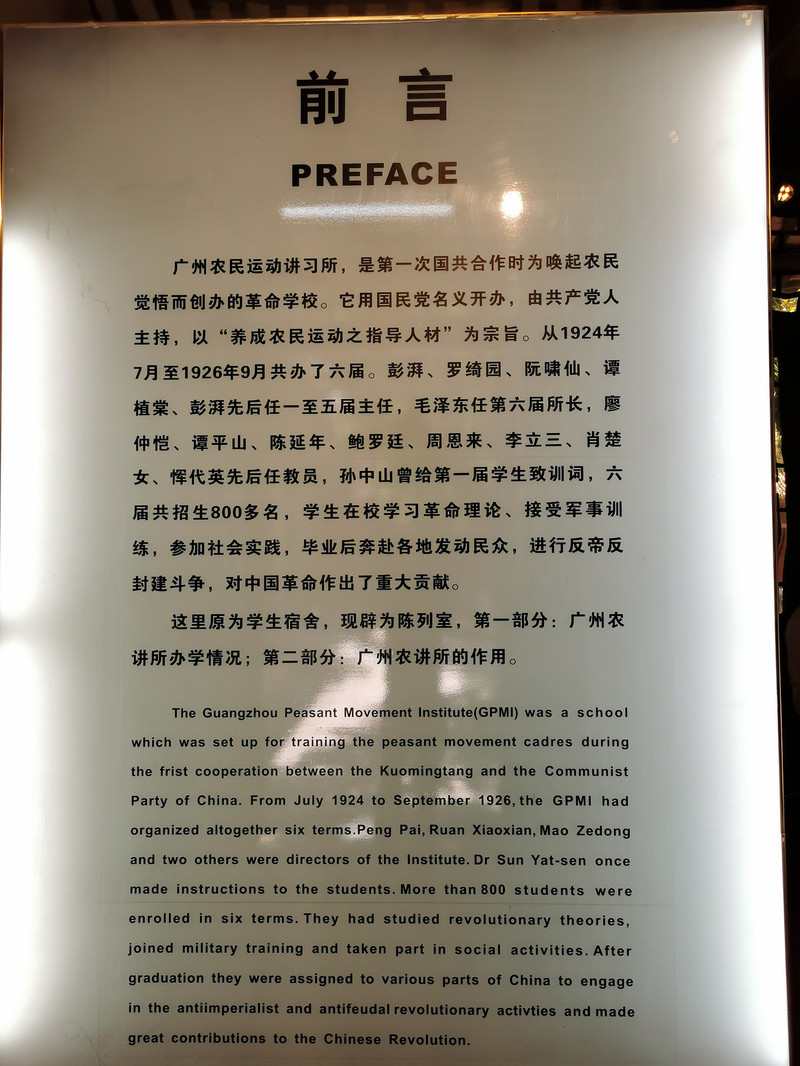 前言
PREFACE
广州农民运动讲习所，是第一次国共合作时为唤起农民
觉悟而创办的革命学校。它用国民党名义开办，由共产党人
主持，以“养成农民运动之指导人材”为宗旨。从1924年
7月至1926年9月共办了六届。彭湃、罗绮园、阮啸仙、谭
植棠、彭湃先后任一至五届主任，毛泽东任第六届所长，廖
仲恺、谭平山、陈延年、鲍罗廷、周恩来、李立三、肖楚
女、恽代英先后任教员，孙中山曾给第一届学生致训词，六
届共招生800多名，学生在校学习革命理论、接受军事训
练，参加社会实践，毕业后奔赴各地发动民众，进行反帝反
封建斗争，对中国革命作出了重大贡献。
这里原为学生宿舍，现辟为陈列室，第一部分：广州农
讲所办学情况；第二部分：广州农讲所的作用。
The Guangzhou Peasant Movement Institute(GPMI) was a school
which was set up for training the peasant movement cadres during
the frist cooperation between the Kuomingtang and the Communist
Party of China. From July 1924 to September 1926, the GPMI had
organized altogether six terms.Peng Pai, Ruan Xiaoxian, Mao Zedong
and two others were directors of the Institute. Dr Sun Yat-sen once
made instructions to the students. More than 800 students were
enrolled in six terms. They had studied revolutionary theories,
joined military training and taken part in social activities. After
graduation they were assigned to various parts of China to engage
in the antiimperialist and antifeudal revolutionary activties and made
great contributions to the Chinese Revolution.